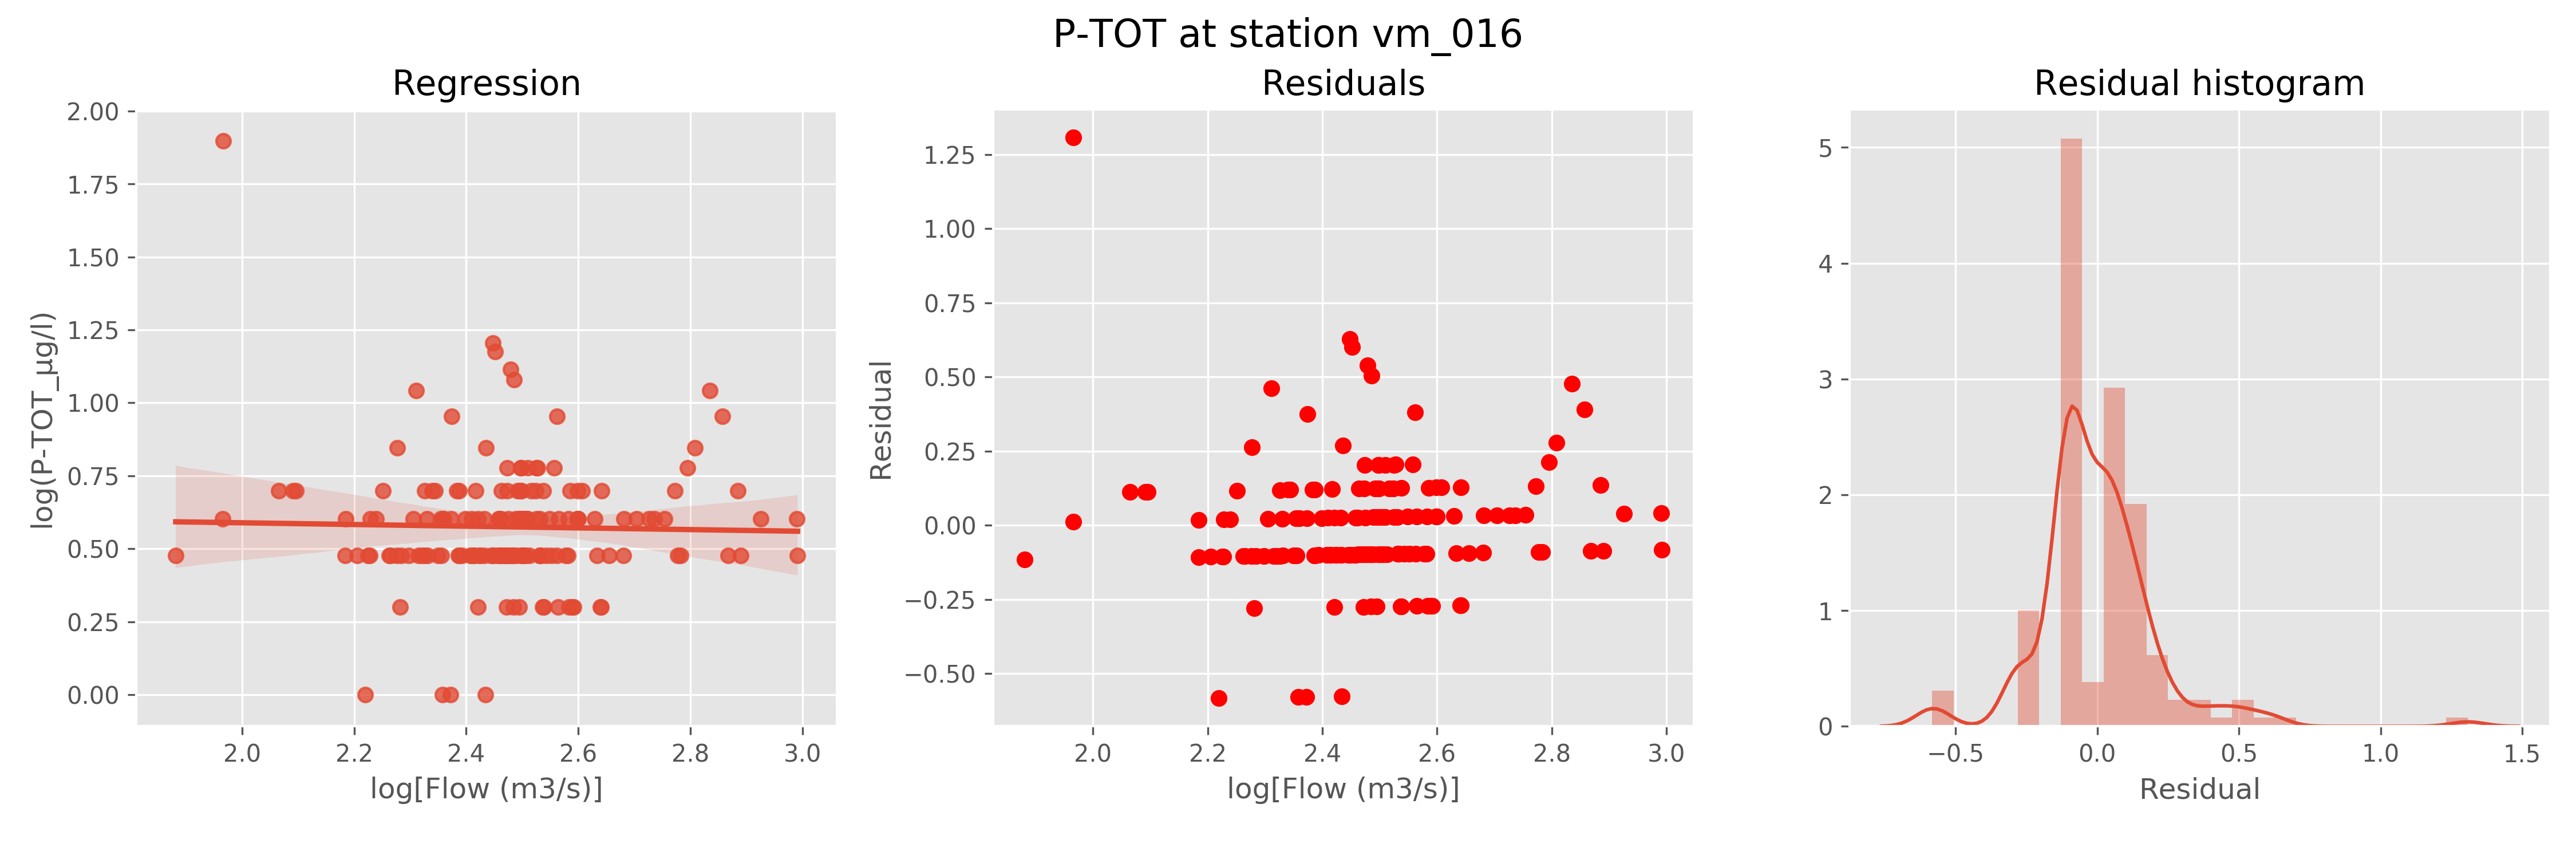 P-TOT at station vm_016
Regression
2.00
1.75
1.50
1.25
1.00
0.75
0.50
0.25
0.00
log(P-TOT_µg/l)
2.0 2.2 2.4 2.6 2.8 3.0
log[Flow (m3/s)]
Residuals
1.25
1.00
0.75
0.50
0.25
0.00
−0.25
−0.50
Residual
2.0 2.2 2.4 2.6 2.8 3.0
log[Flow (m3/s)]
Residual histogram
5
4
3
2
1
0
−0.5 0.0 0.5 1.0 1.5
Residual